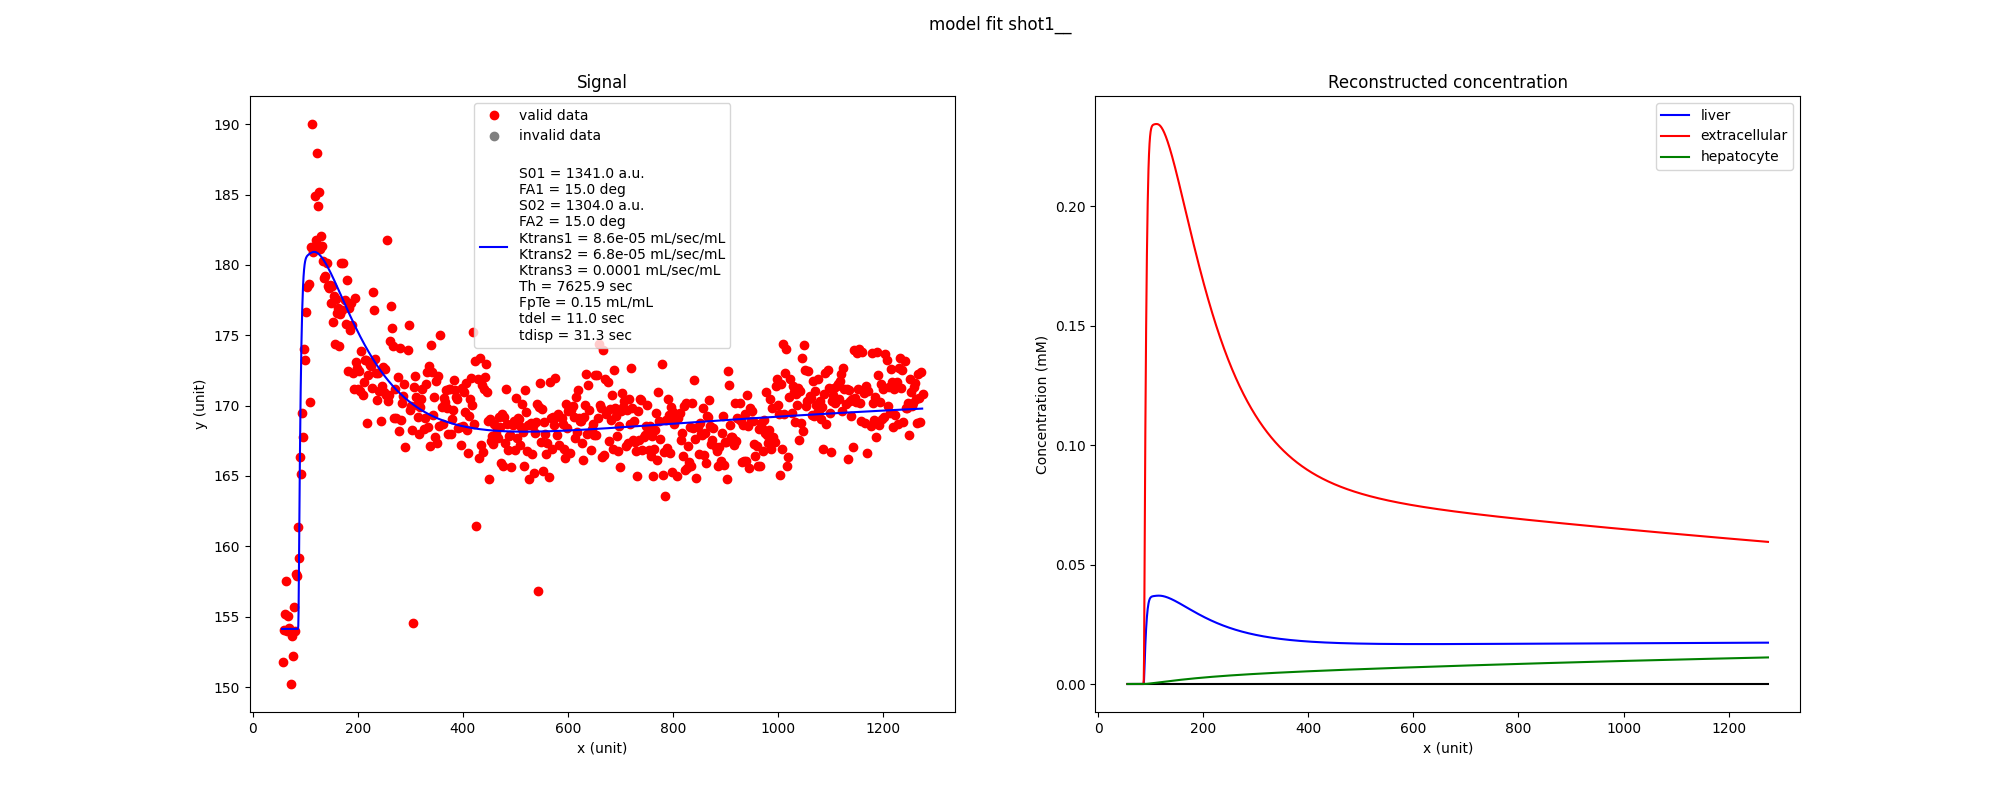 model fit shot1__
Signal
Reconstructed concentration
190
185
180
175
170
165
160
155
150
y (unit)
0
200
400
600
800
1000
1200
x (unit)
valid data
invalid data
S01 = 1341.0 a.u.
FA1 = 15.0 deg
S02 = 1304.0 a.u.
FA2 = 15.0 deg
Ktrans1 = 8.6e-05 mL/sec/mL
Ktrans2 = 6.8e-05 mL/sec/mL
Ktrans3 = 0.0001 mL/sec/mL
Th = 7625.9 sec
FpTe = 0.15 mL/mL
tdel = 11.0 sec
tdisp = 31.3 sec
0.20
0.15
0.10
0.05
0.00
Concentration (mM)
0
200
400
600
800
1000
1200
x (unit)
liver
extracellular
hepatocyte